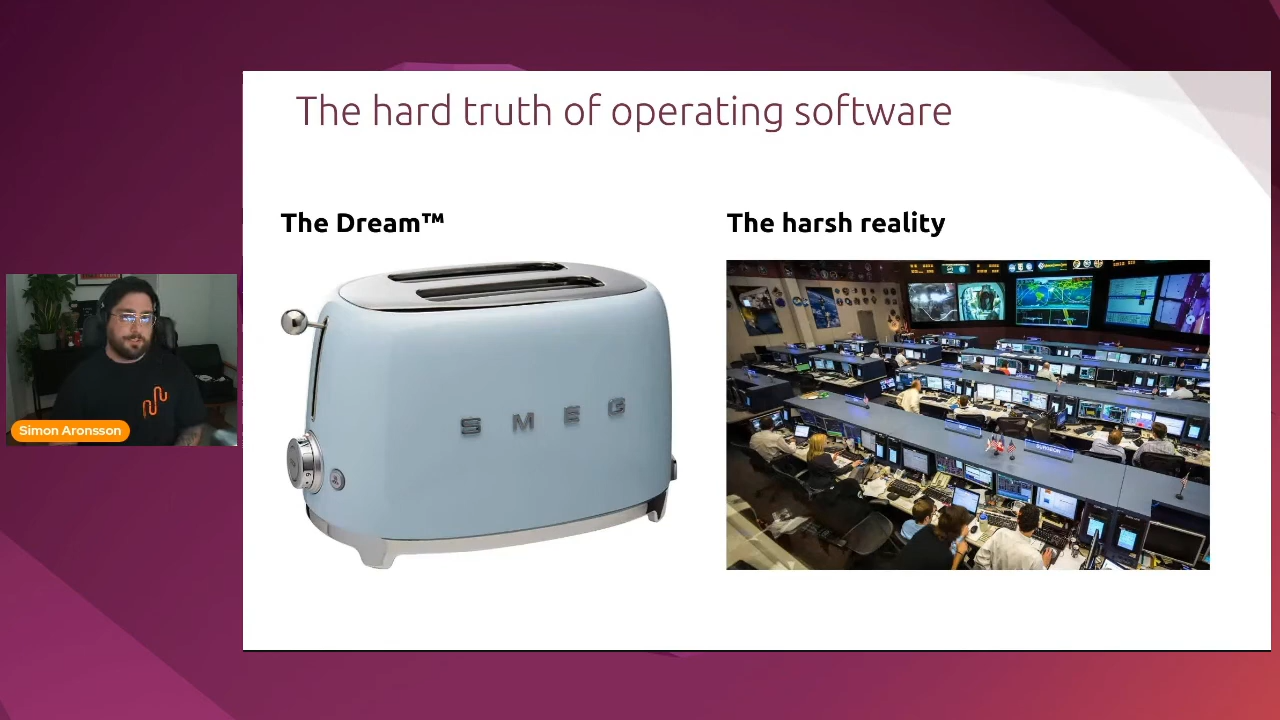 The hard truth of operating software
The Dream™
The harsh reality
SMEG
Simon Aronsson